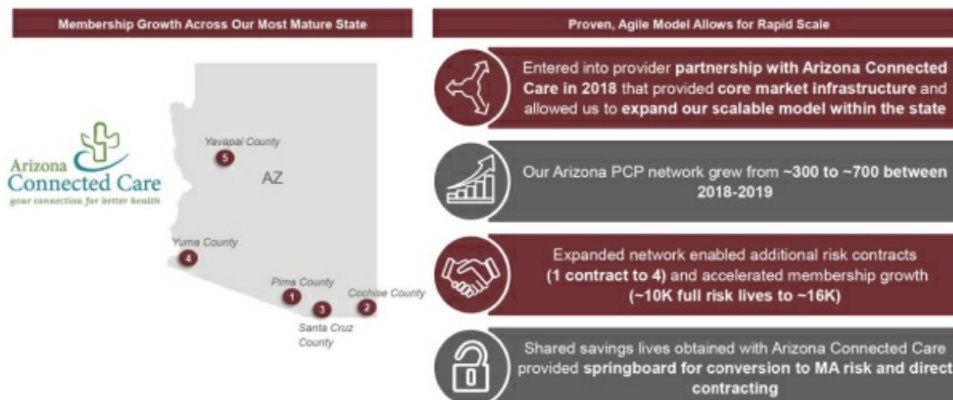 Membership Growth Across Our Most Mature State
Arizona
Connected Care
your connection for better health
Yavapai County
5
AZ
Yuma County
4
Pima County
1
Cochise County
2
3
Santa Cruz
County
Proven, Agile Model Allows for Rapid Scale
Entered into provider partnership with Arizona Connected
Care in 2018 that provided core market infrastructure and
allowed us to expand our scalable model within the state
Our Arizona PCP network grew from ~300 to ~700 between
2018-2019
Expanded network enabled additional risk contracts
(1 contract to 4) and accelerated membership growth
(~10K full risk lives to ~16K)
Shared savings lives obtained with Arizona Connected Care
provided springboard for conversion to MA risk and direct
contracting